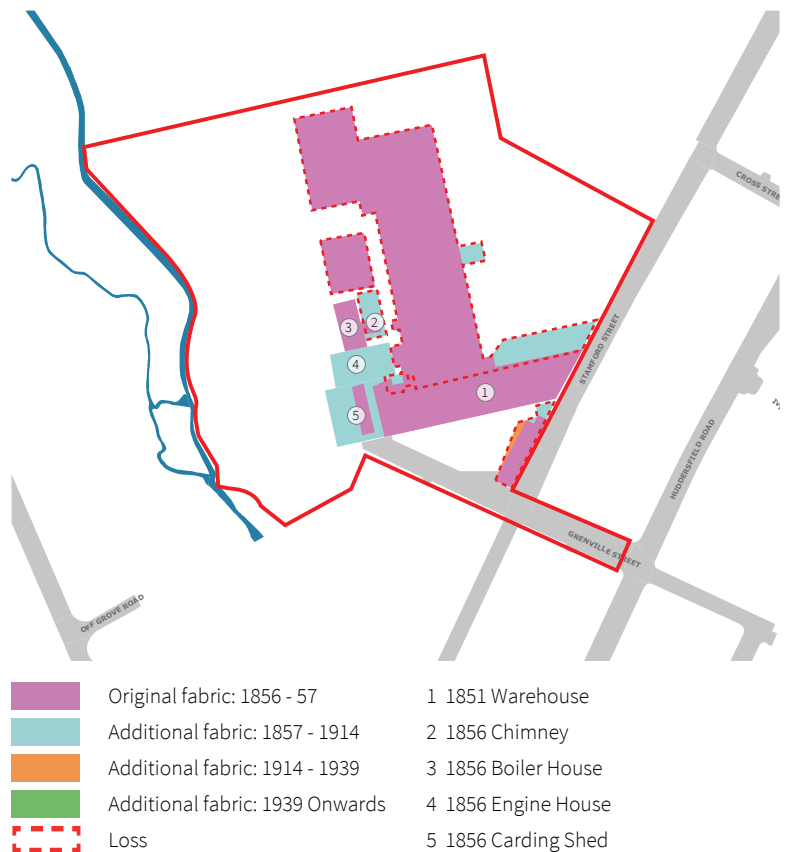 CROSS STRE
STAMFORD STREET
HUDDERSFIELD ROAD
GRENVILLE STREET
OFF GROVE ROAD
3
2
4
1
5
Original fabric: 1856 - 57
Additional fabric: 1857 - 1914
Additional fabric: 1914 - 1939
Additional fabric: 1939 Onwards
Loss
1 1851 Warehouse
2 1856 Chimney
3 1856 Boiler House
4 1856 Engine House
5 1856 Carding Shed